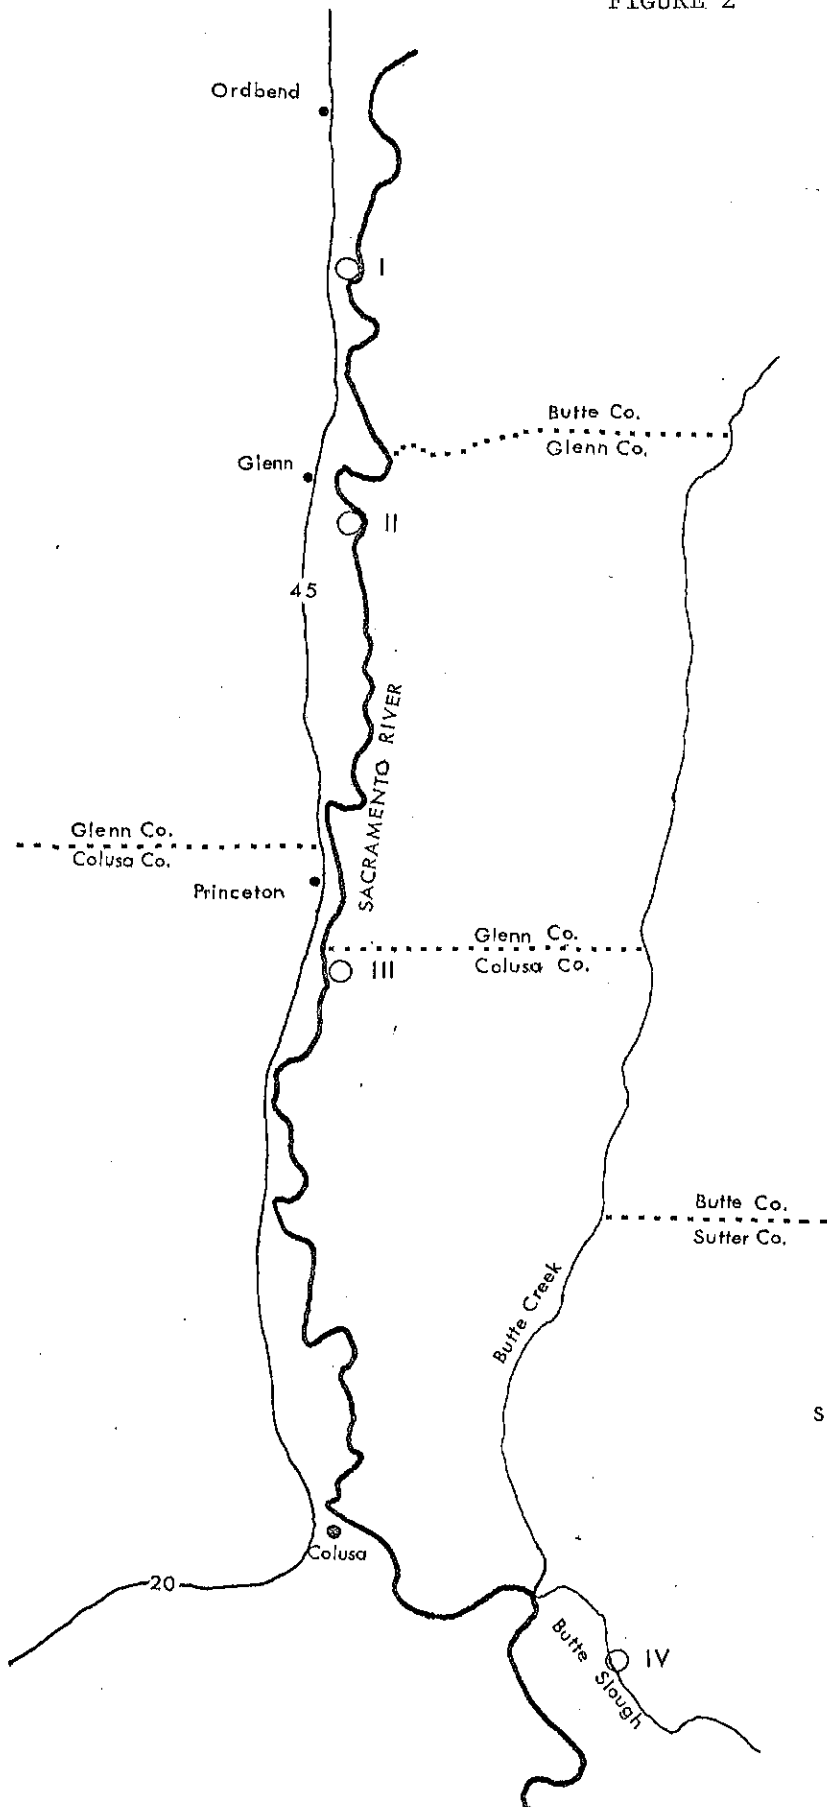 FIGURE 2
Ordbend
I
Butte Co.
Glenn Co.
Glenn
II
45
SACRAMENTO RIVER
Glenn Co.
Colusa Co.
Princeton
Glenn Co.
Colusa Co.
III
Butte Co.
Sutter Co.
Butte Creek
S
Colusa
20
Butte Slough
IV